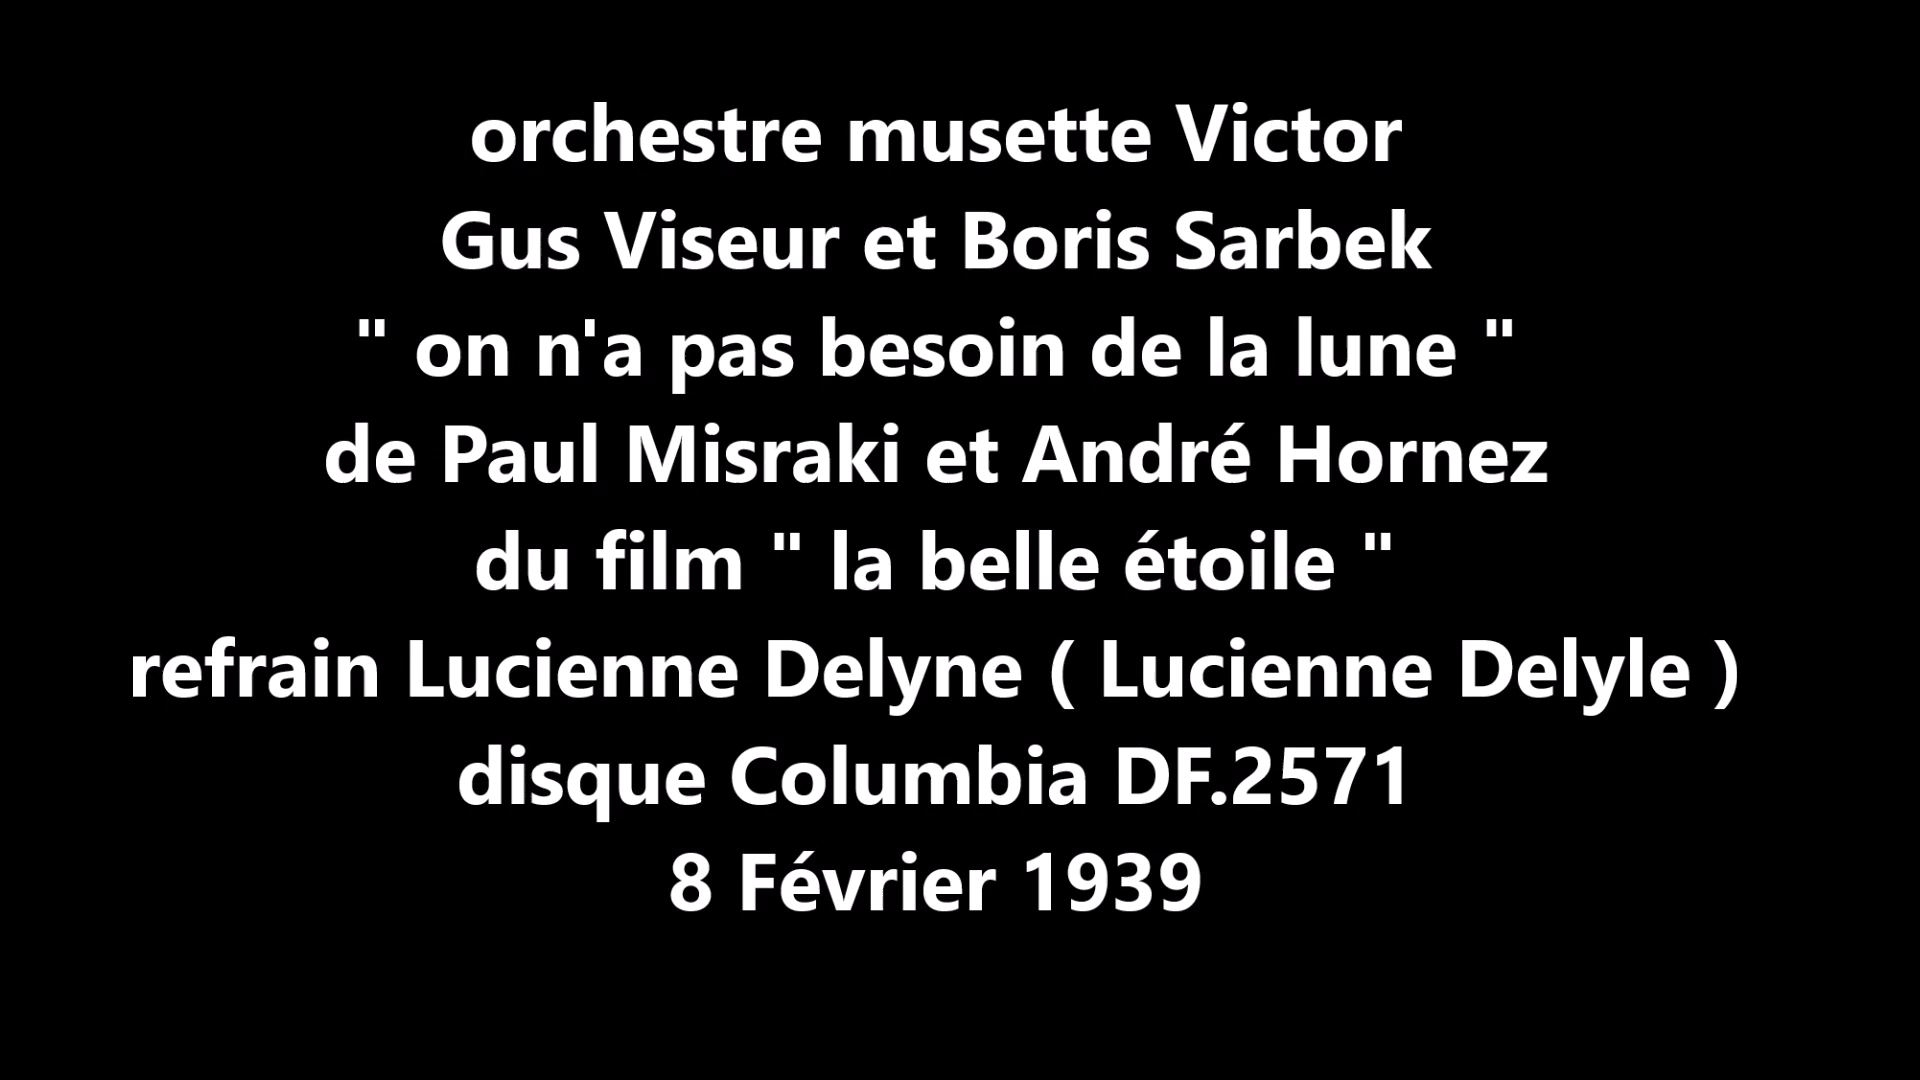 orchestre musette Victor
Gus Viseur et Boris Sarbek
" on n'a pas besoin de la lune "
de Paul Misraki et André Hornez
du film " la belle étoile "
refrain Lucienne Delyne ( Lucienne Delyle )
disque Columbia DF.2571
8 Février 1939